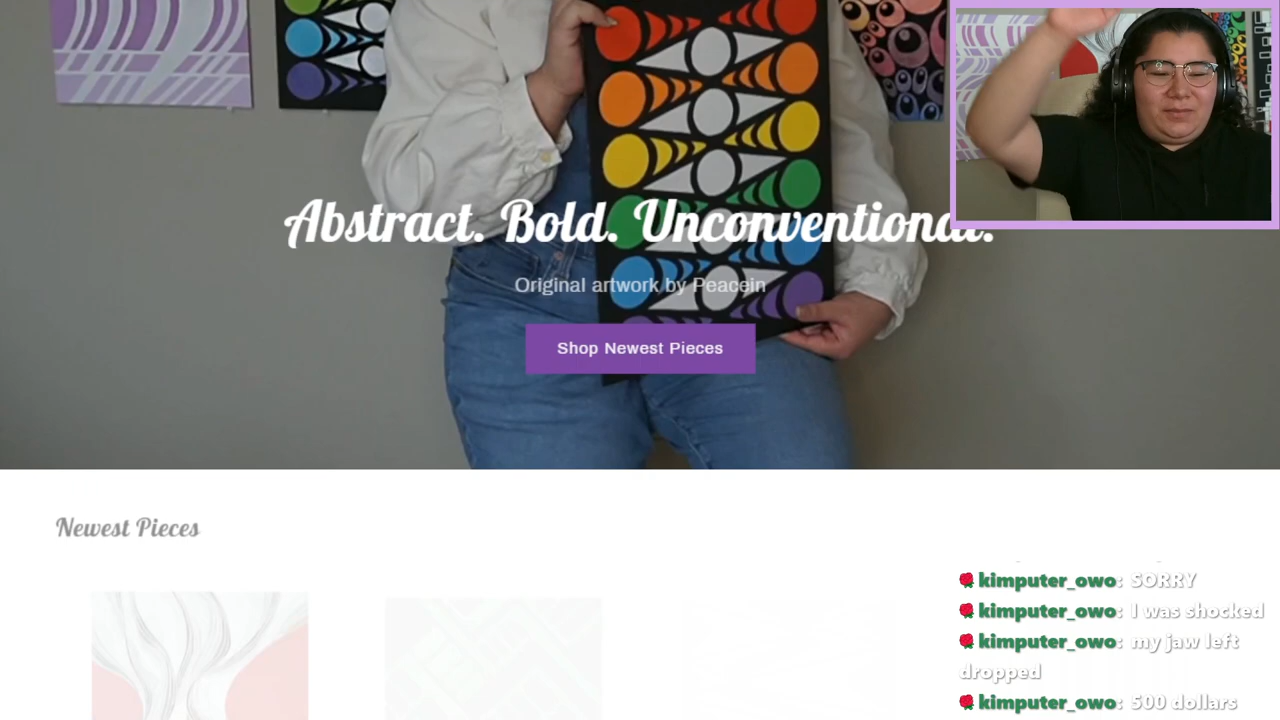 Abstract. Bold. Unconventional.
Original artwork by Peacein
Shop Newest Pieces
Newest Pieces
kimputer_owo: SORRY
kimputer_owo: I was shocked
kimputer_owo: my jaw left
dropped
kimputer_owo: 500 dollars